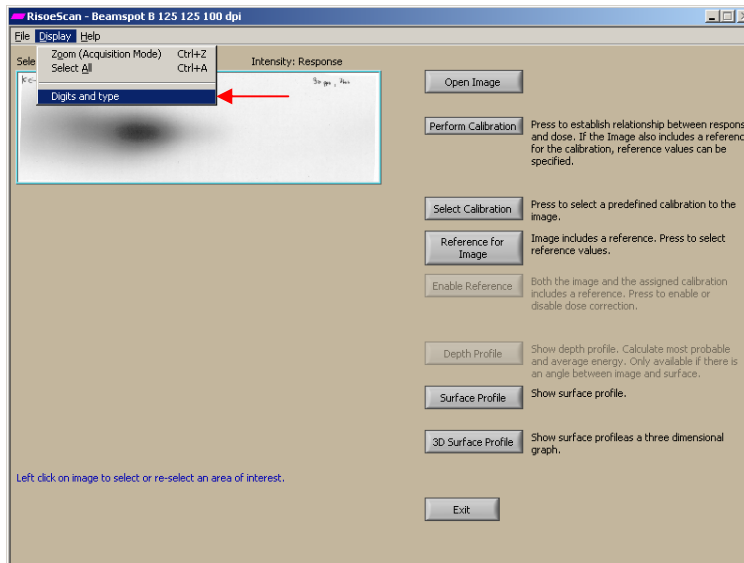 RisoeScan - Beamspot B 125 125 100 dpi
File Display Help
Zoom (Acquisition Mode) Ctrl+Z
Select All Ctrl+A
Digits and type
Sele
Intensity: Response
Open Image
Perform Calibration
Press to establish relationship between respons
and dose. If the Image also includes a referenc
for the calibration, reference values can be
specified.
Select Calibration
Press to select a predefined calibration to the
image.
Reference for
Image
Image includes a reference. Press to select
reference values.
Enable Reference
Both the image and the assigned calibration
includes a reference. Press to enable or
disable dose correction.
Depth Profile
Show depth profile. Calculate most probable
and average energy. Only available if there is
an angle between image and surface.
Surface Profile
Show surface profile.
3D Surface Profile
Show surface profileas a three dimensional
graph.
Left click on image to select or re-select an area of interest.
Exit